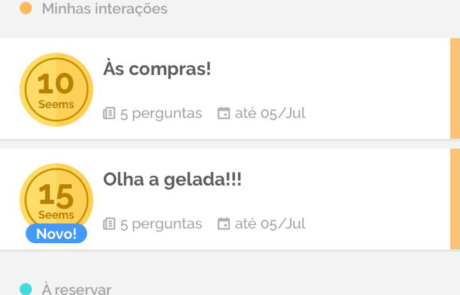 Minhas interações
10
Seems
Às compras!
5 perguntas até 05/Jul
15
Seems
Novo!
Olha a gelada!!!
5 perguntas até 05/Jul
À reservar